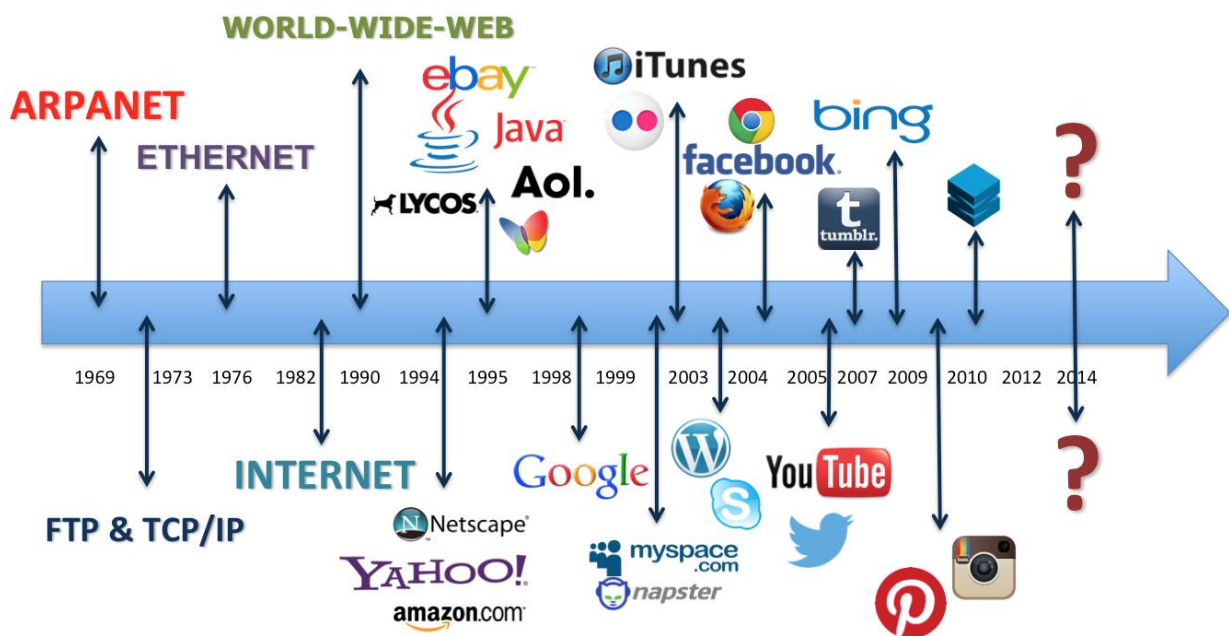 WORLD-WIDE-WEB
ebay
iTunes
ARPANET
Java
bing
?
ETHERNET
facebook
Aol.
LYCOS
t
tumblr.
1969 1973 1976 1982 1990 1994 1995 1998 1999 2003 2004 2005 2007 2009 2010 2012 2014
INTERNET
Google
W
You Tube
?
S
FTP & TCP/IP
N Netscape®
myspace
.com
YAHOO!
napster
amazon.com
P